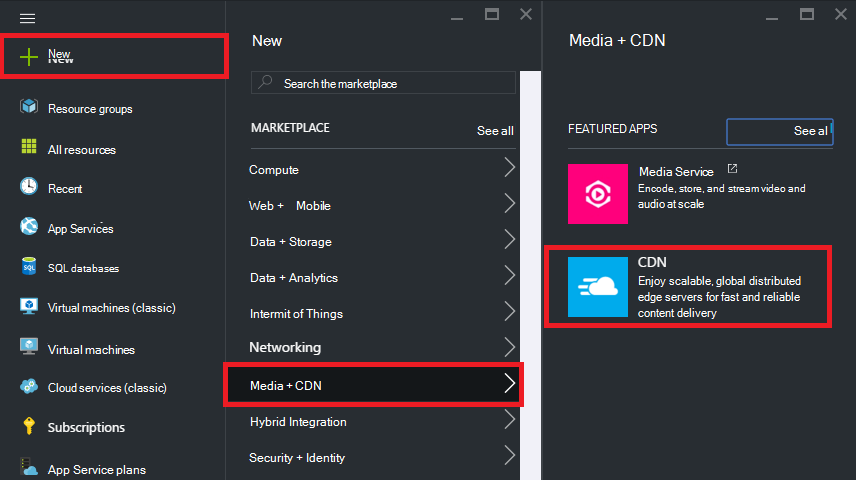 New
Resource groups
All resources
Recent
App Services
SQL databases
Virtual machines (classic)
Virtual machines
Cloud services (classic)
Subscriptions
App Service plans
New
Search the marketplace
MARKETPLACE
See all
Compute
Web + Mobile
Data + Storage
Data + Analytics
Intermit of Things
Networking
Media + CDN
Hybrid Integration
Security + Identity
Media + CDN
FEATURED APPS
See al
Media Service
Encode, store, and stream video and
audio at scale
CDN
Enjoy scalable, global distributed
edge servers for fast and reliable
content delivery